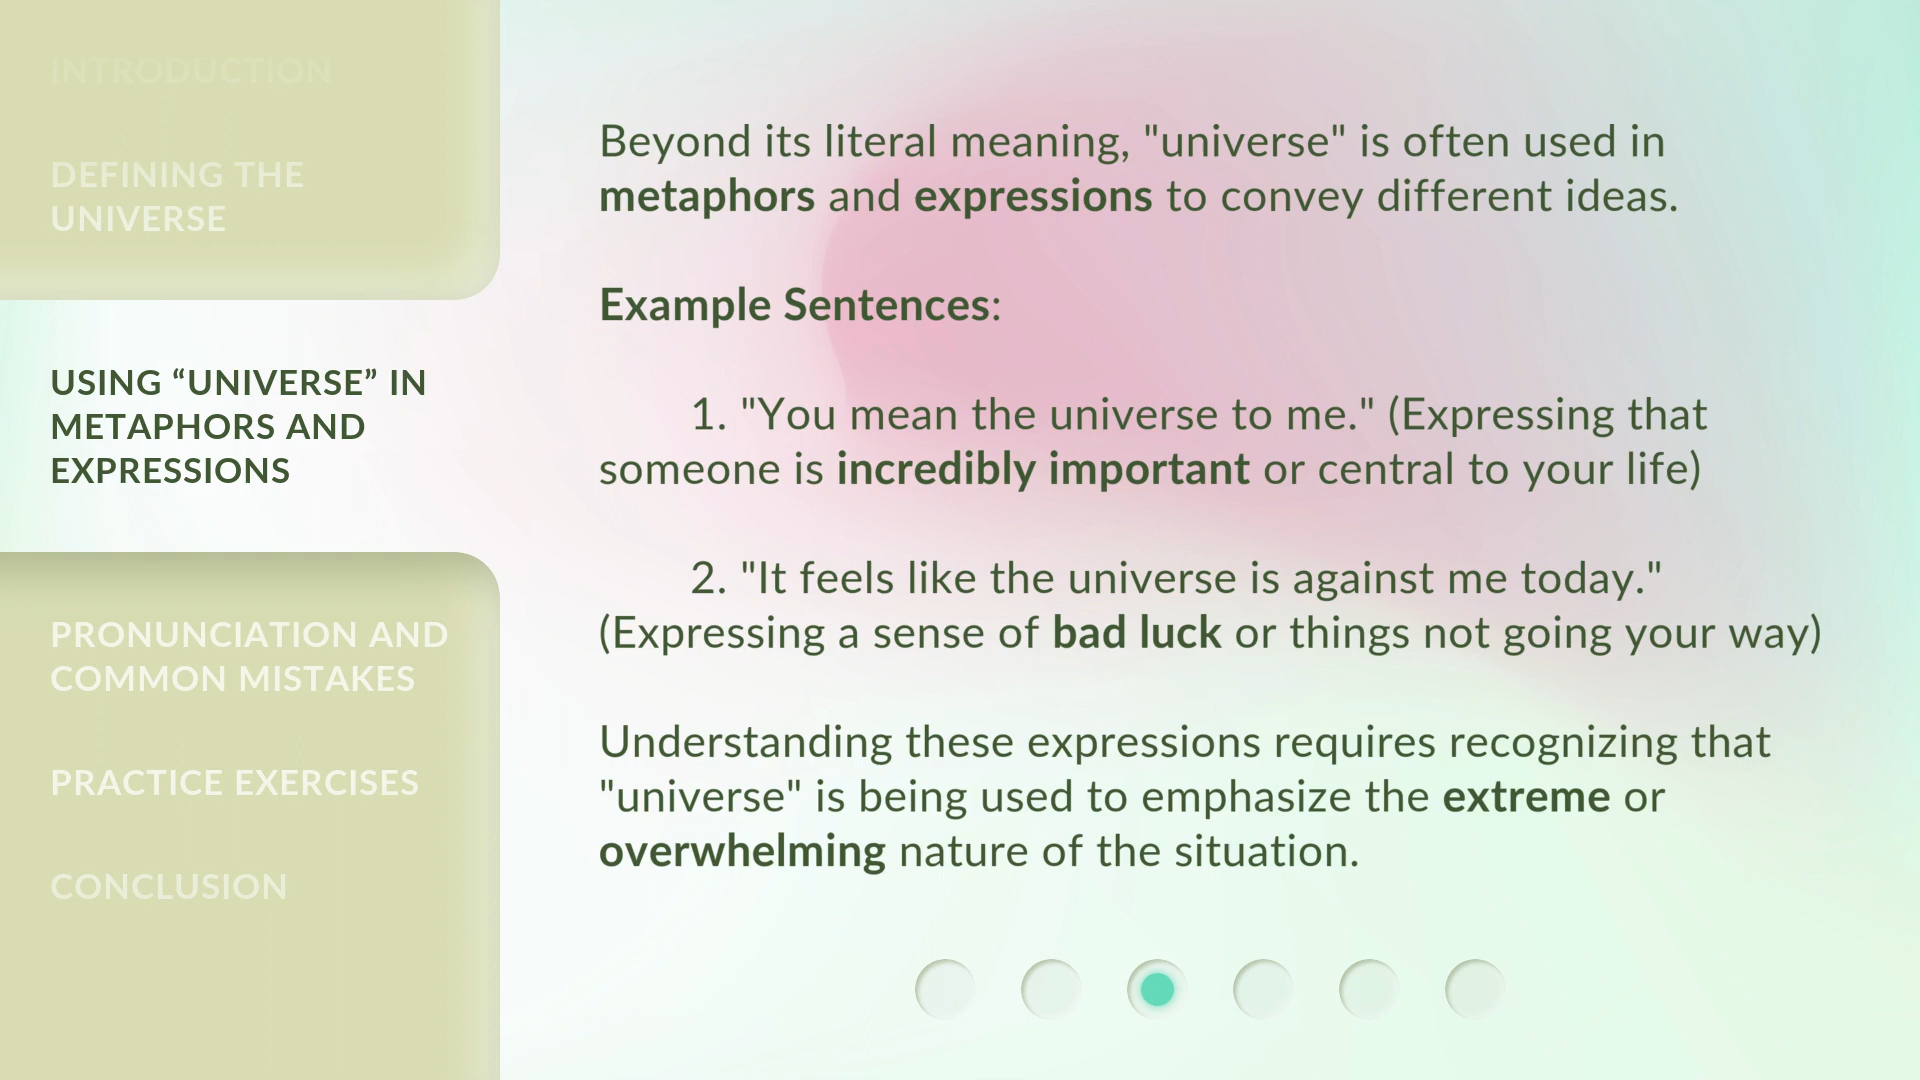 INTRODUCTION
DEFINING THE
UNIVERSE
USING “UNIVERSE” IN
METAPHORS AND
EXPRESSIONS
PRONUNCIATION AND
COMMON MISTAKES
PRACTICE EXERCISES
CONCLUSION
Beyond its literal meaning, "universe" is often used in
metaphors and expressions to convey different ideas.
Example Sentences:
1. "You mean the universe to me." (Expressing that
someone is incredibly important or central to your life)
2. "It feels like the universe is against me today."
(Expressing a sense of bad luck or things not going your way)
Understanding these expressions requires recognizing that
"universe" is being used to emphasize the extreme or
overwhelming nature of the situation.